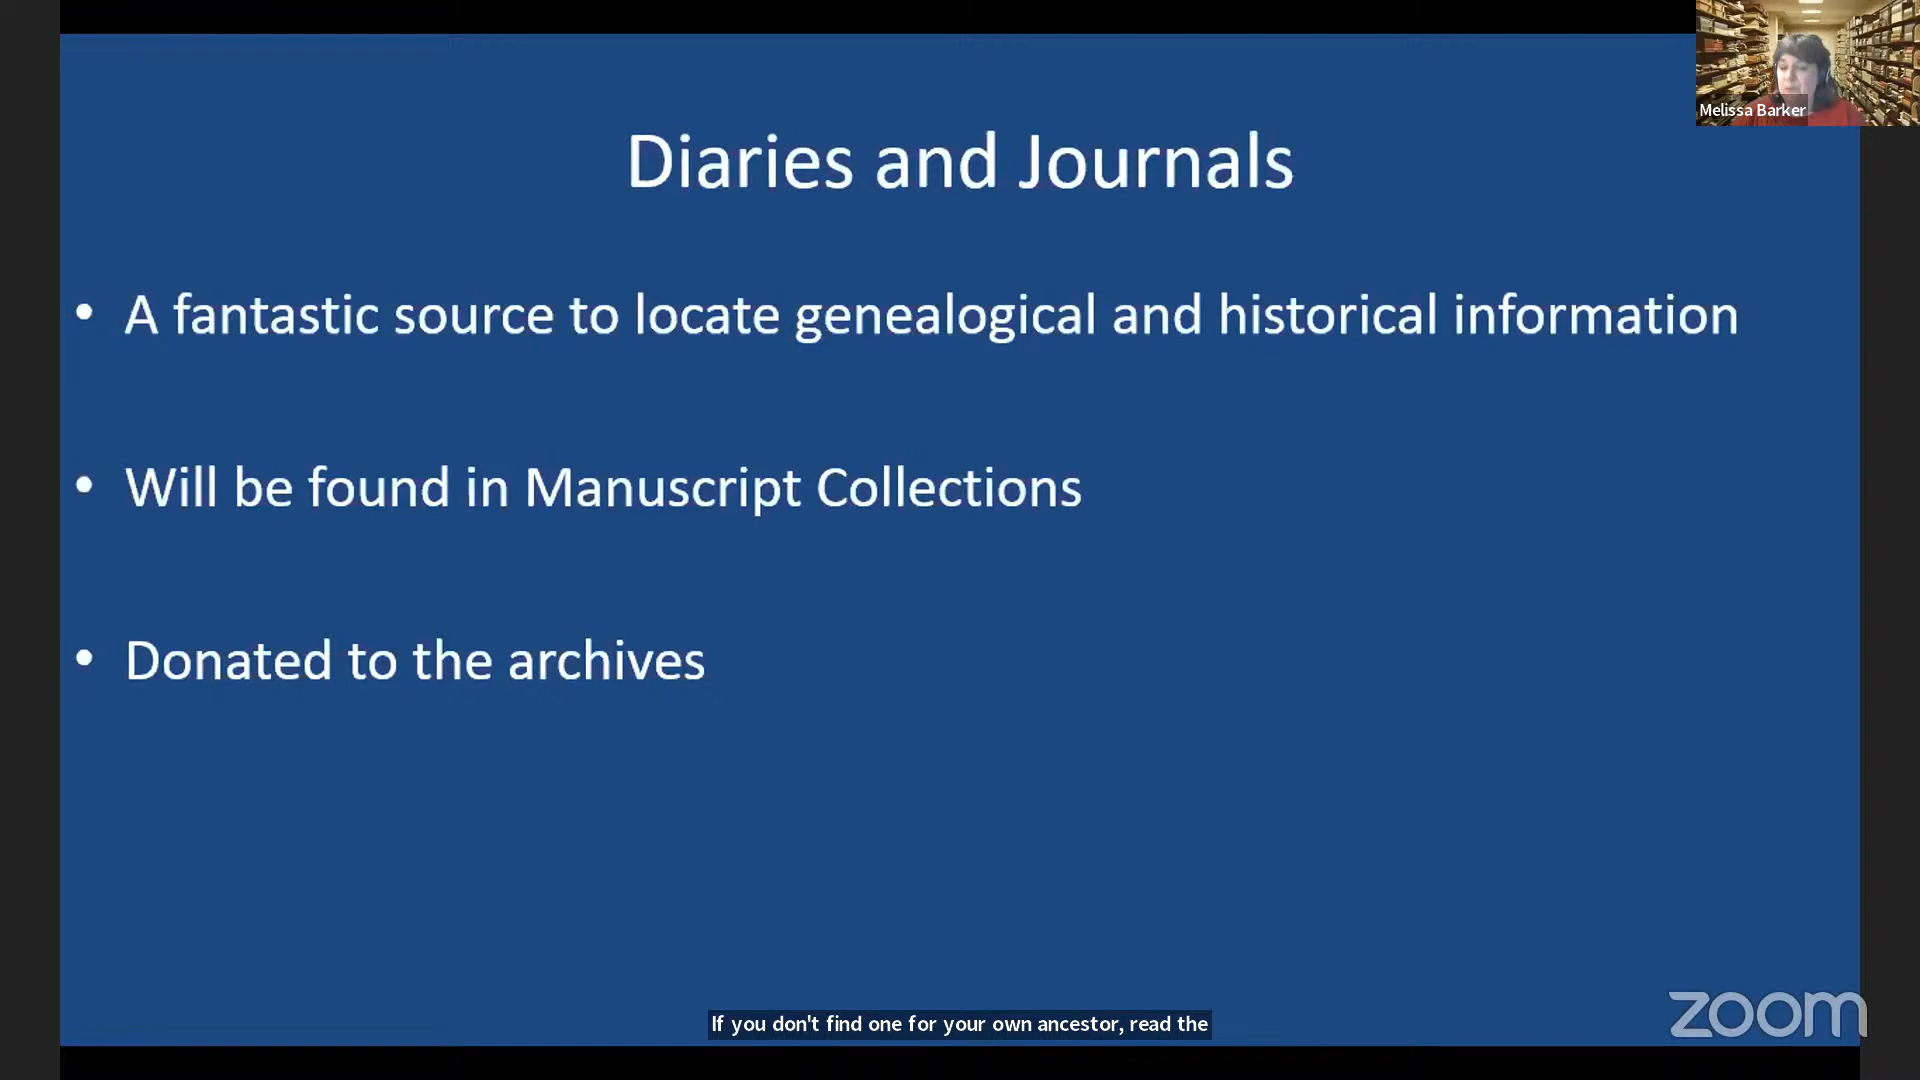 Melissa Barker
Diaries and Journals
• A fantastic source to locate genealogical and historical information
• Will be found in Manuscript Collections
• Donated to the archives
If you don't find one for your own ancestor, read the
zoom